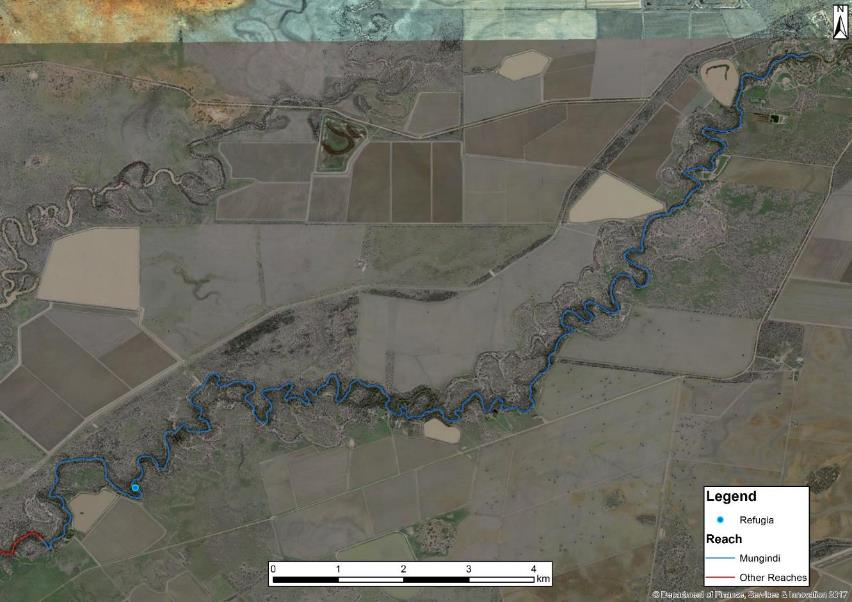 N
Legend
Refugia
Reach
Mungindi
Other Reaches
0 1 2 3 4
km
© Department of Finance, Services & Innovation 2017